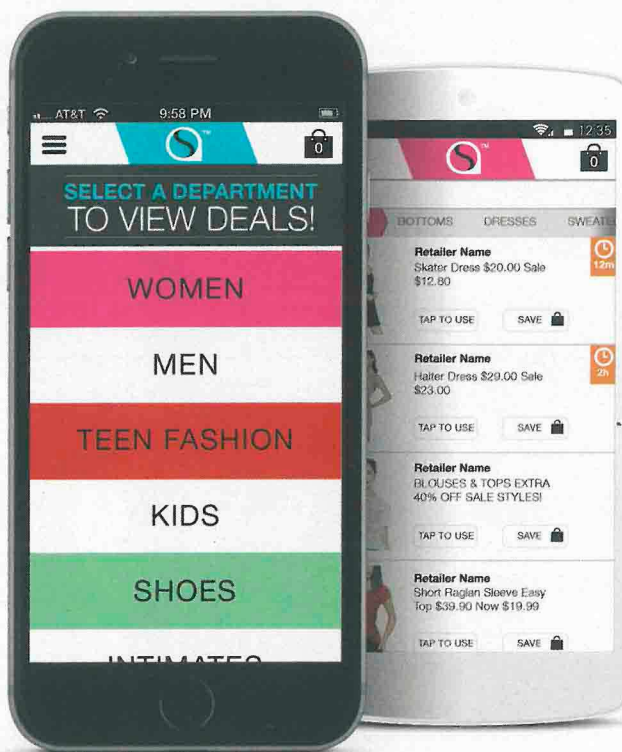 AT&T
9:58 PM
S
TM
0
SELECT A DEPARTMENT
TO VIEW DEALS!
WOMEN
MEN
TEEN FASHION
KIDS
SHOES
INTIMATES
12:35
S
TM
0
BOTTOMS DRESSES
Retailer Name
Skater Dress $20.00 Sale
$12.80
12m
TAP TO USE SAVE
Retailer Name
Halter Dress $29.00 Sale
$23.00
2h
TAP TO USE SAVE
Retailer Name
BLOUSES & TOPS EXTRA
40% OFF SALE STYLES!
TAP TO USE SAVE
Retailer Name
Short Raglan Sleeve Easy
Top $39.90 Now $19.99
TAP TO USE SAVE